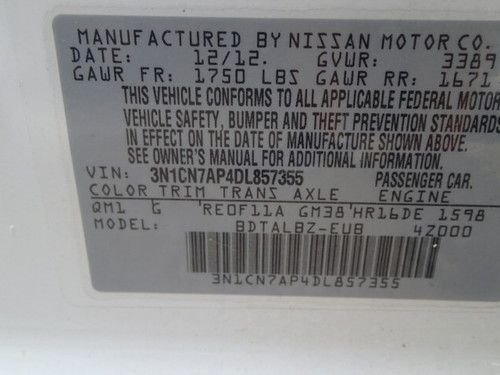 MANUFACTURED BY NISSAN MOTOR CO.
DATE: 12/12. GVWR: 3389
GAWR FR: 1750 LBS GAWR RR: 1671
THIS VEHICLE CONFORMS TO ALL APPLICABLE FEDERAL MOTOR
VEHICLE SAFETY, BUMPER AND THEFT PREVENTION STANDARDS
IN EFFECT ON THE DATE OF MANUFACTURE SHOWN ABOVE.
SEE OWNER'S MANUAL FOR ADDITIONAL INFORMATION.
VIN: 3N1CN7AP4DL857355 PASSENGER CAR.
COLOR TRIM TRANS AXLE ENGINE
QM1 G 'RE0F11A GM38'HR16DE 1598
BDTALBZ-EUB 4Z000
3N1CN7AP4DL857355